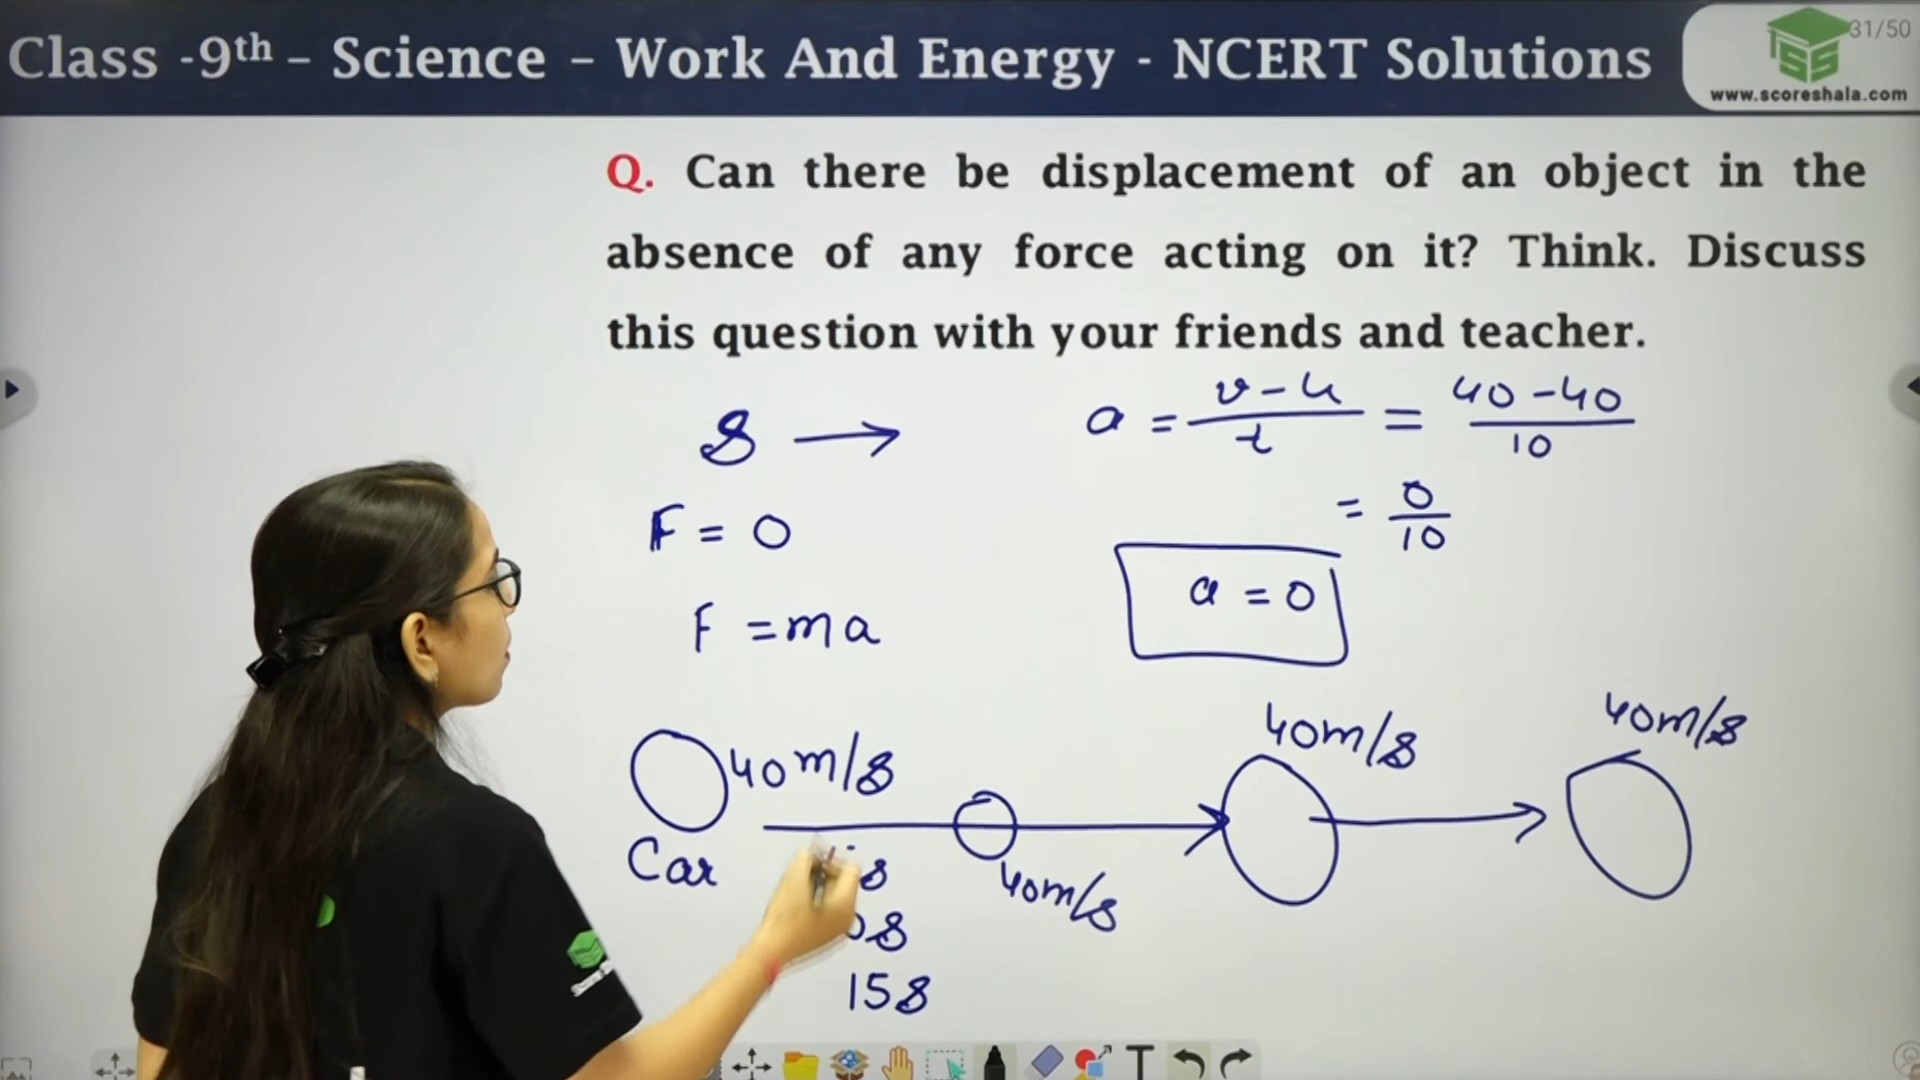 Class -9th – Science – Work And Energy - NCERT Solutions
31/50
www.scoreshala.com
Q. Can there be displacement of an object in the
absence of any force acting on it? Think. Discuss
this question with your friends and teacher.
S →
a = v-u/t = 40-40/10
F = 0
= 0/10
a = 0
F = ma
40m/s
40m/s
40m/s
Car
40m/s
15s
T